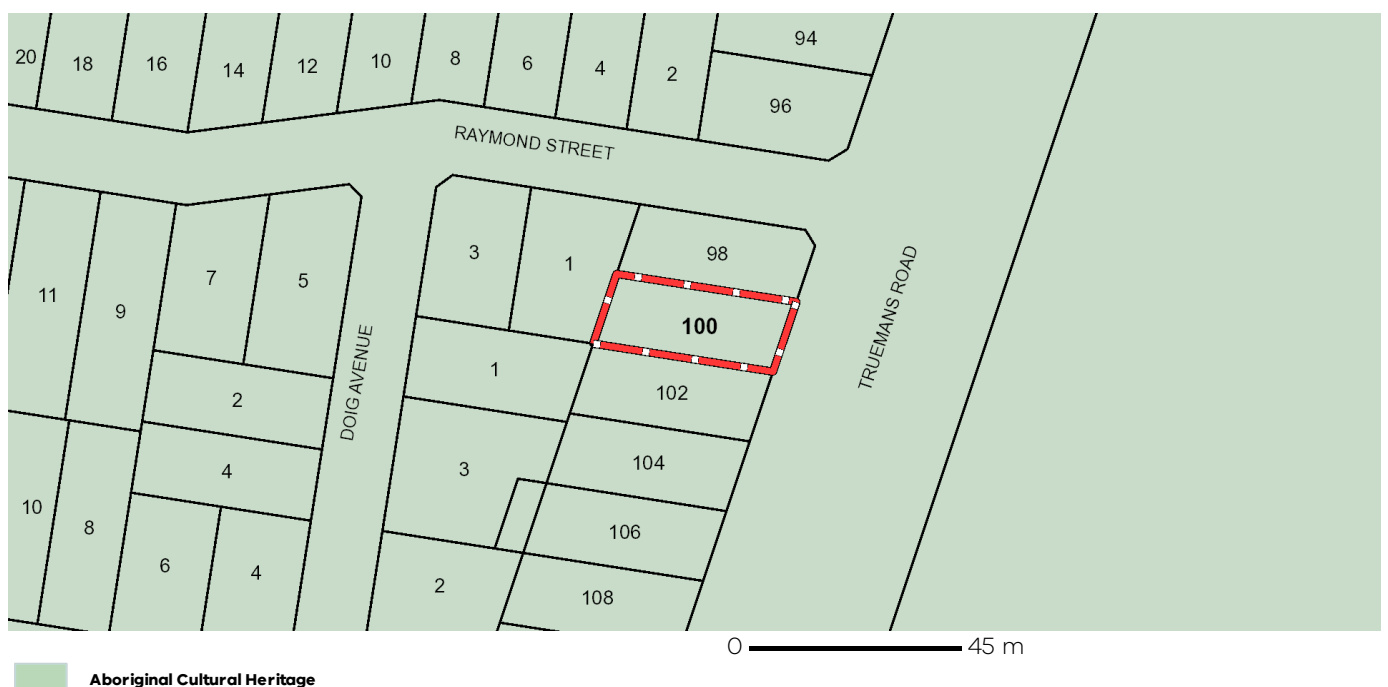 94
20 18 16 14 12 10 8 6 4 2
96
RAYMOND STREET
3 1 98
7 5
11 9
100
TRUEMANS ROAD
DOIG AVENUE
1 102
2
3 104
4
10 8 106
6 4 2 108
0 45 m
Aboriginal Cultural Heritage